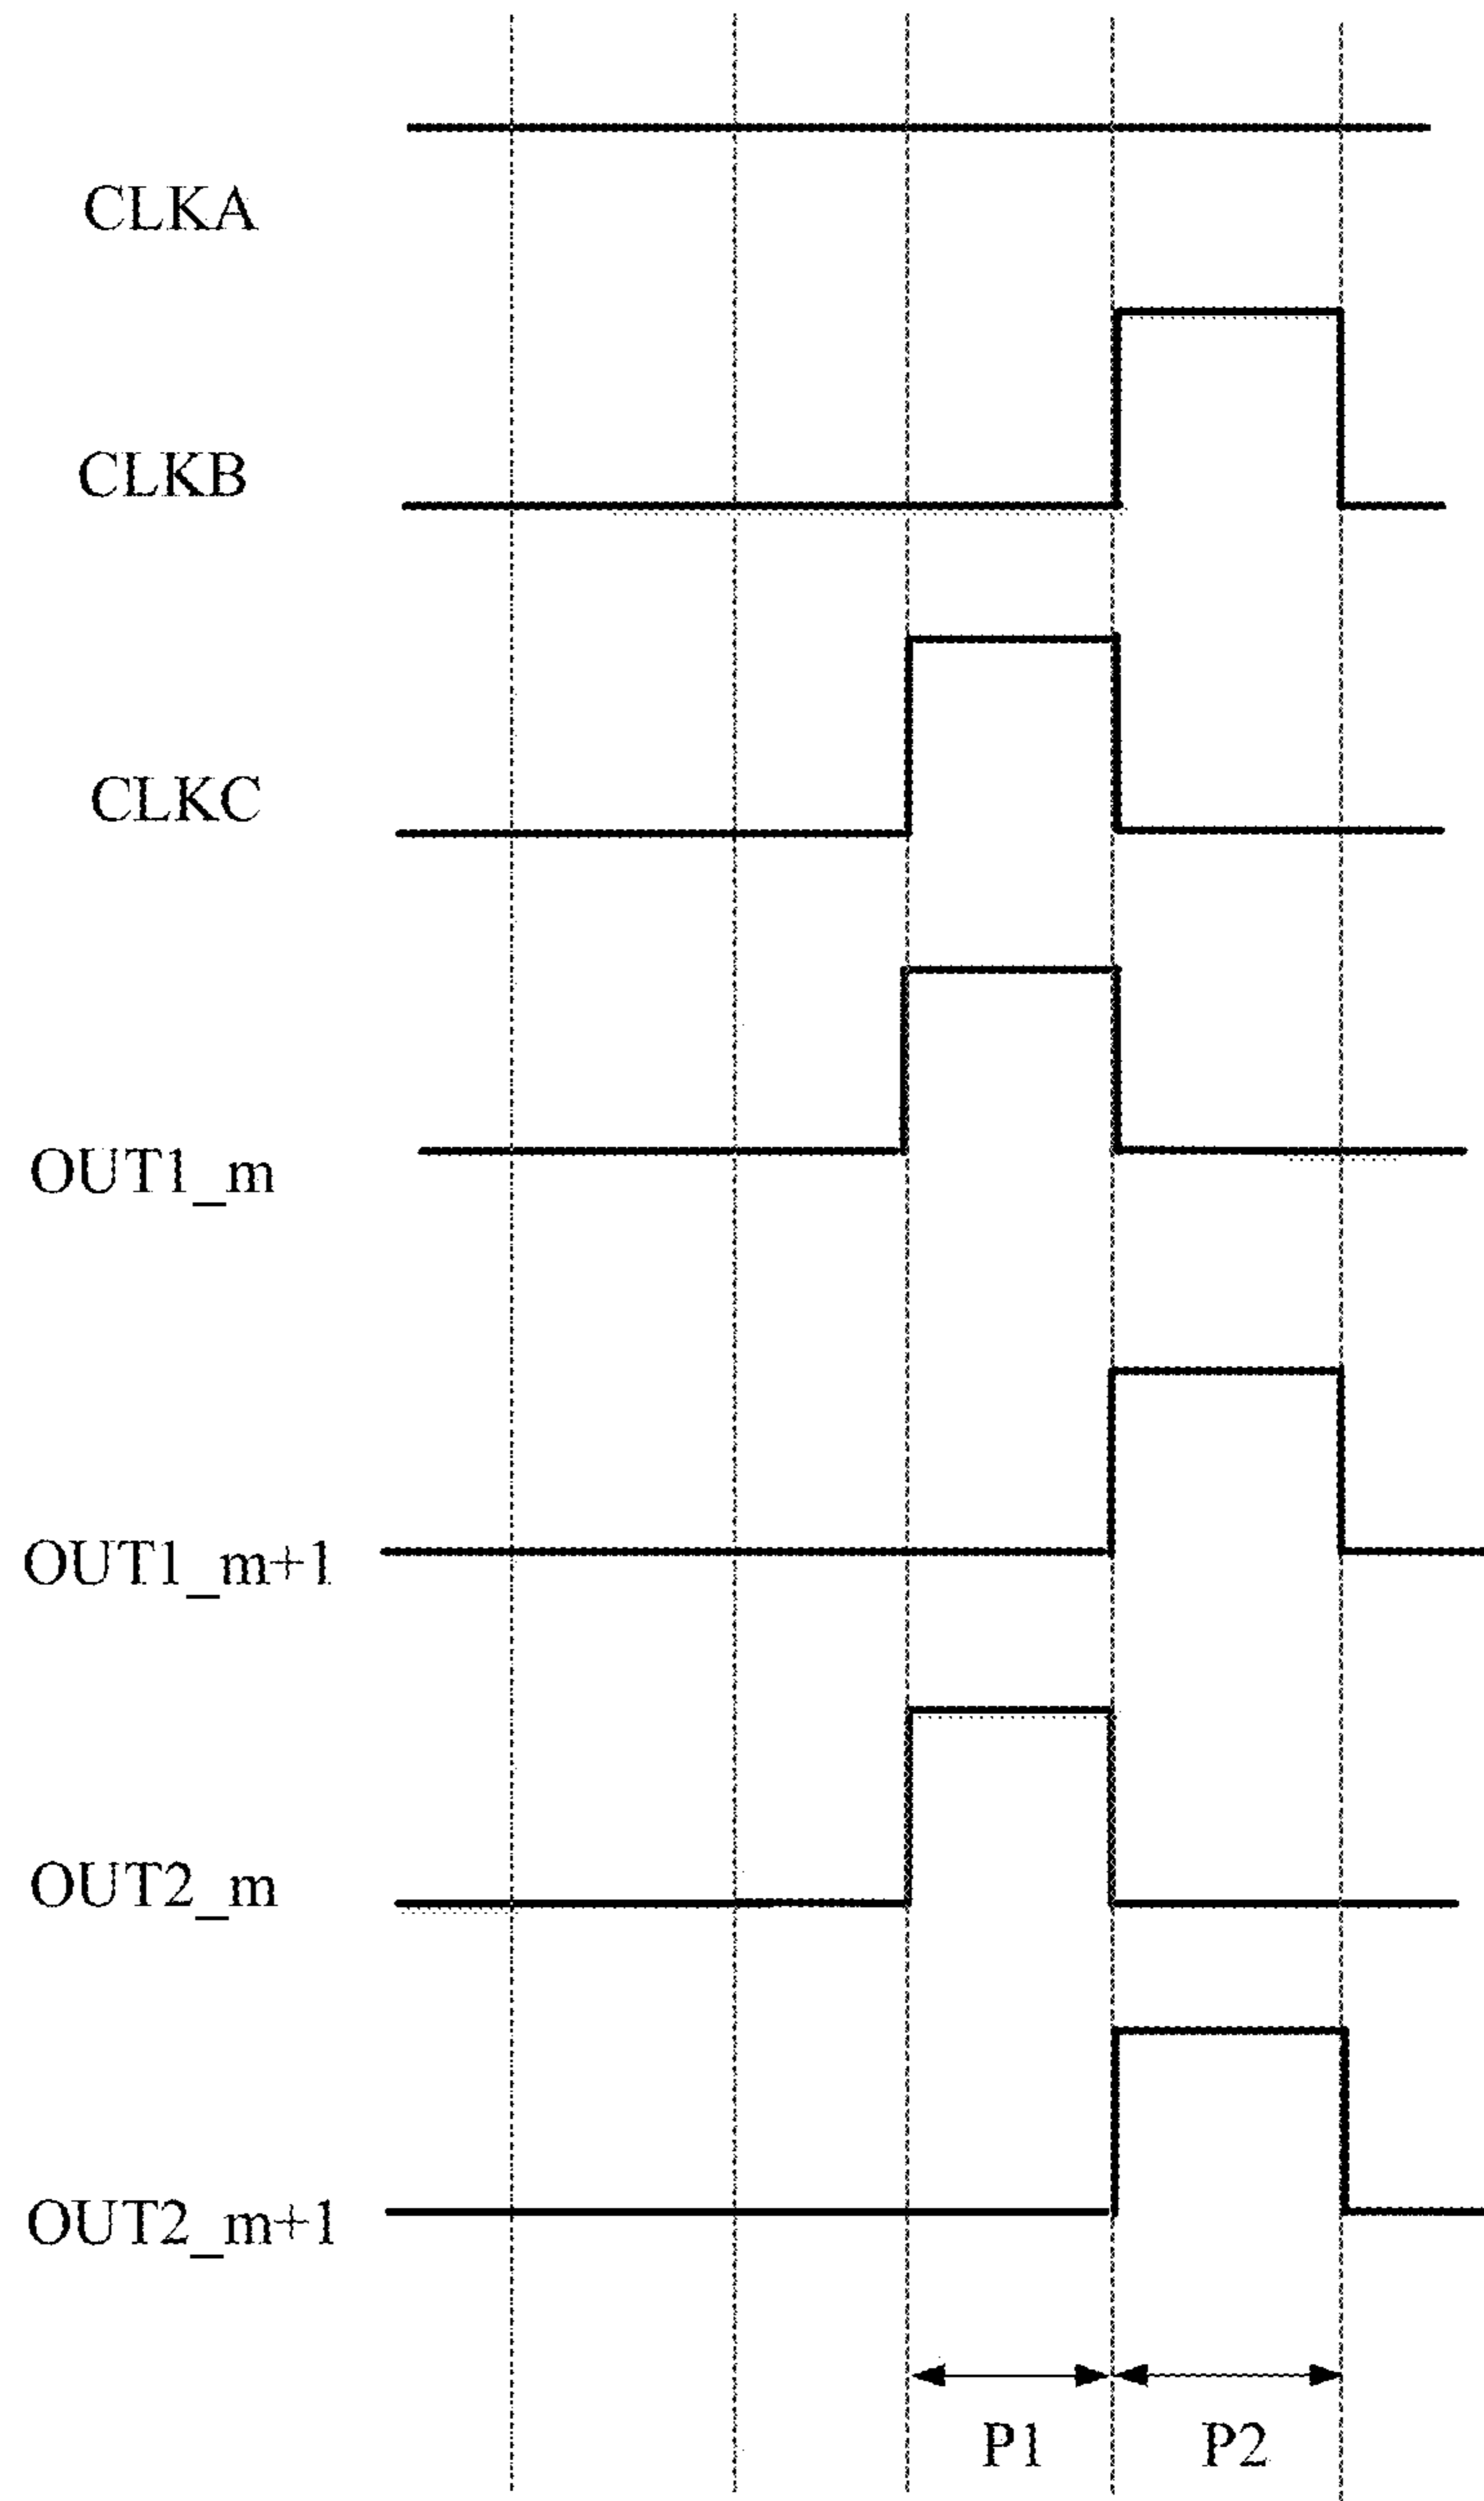 CLKA
CLKB
CLKC
OUT1_m
OUT1_m+1
OUT2_m
OUT2_m+1
P1 P2